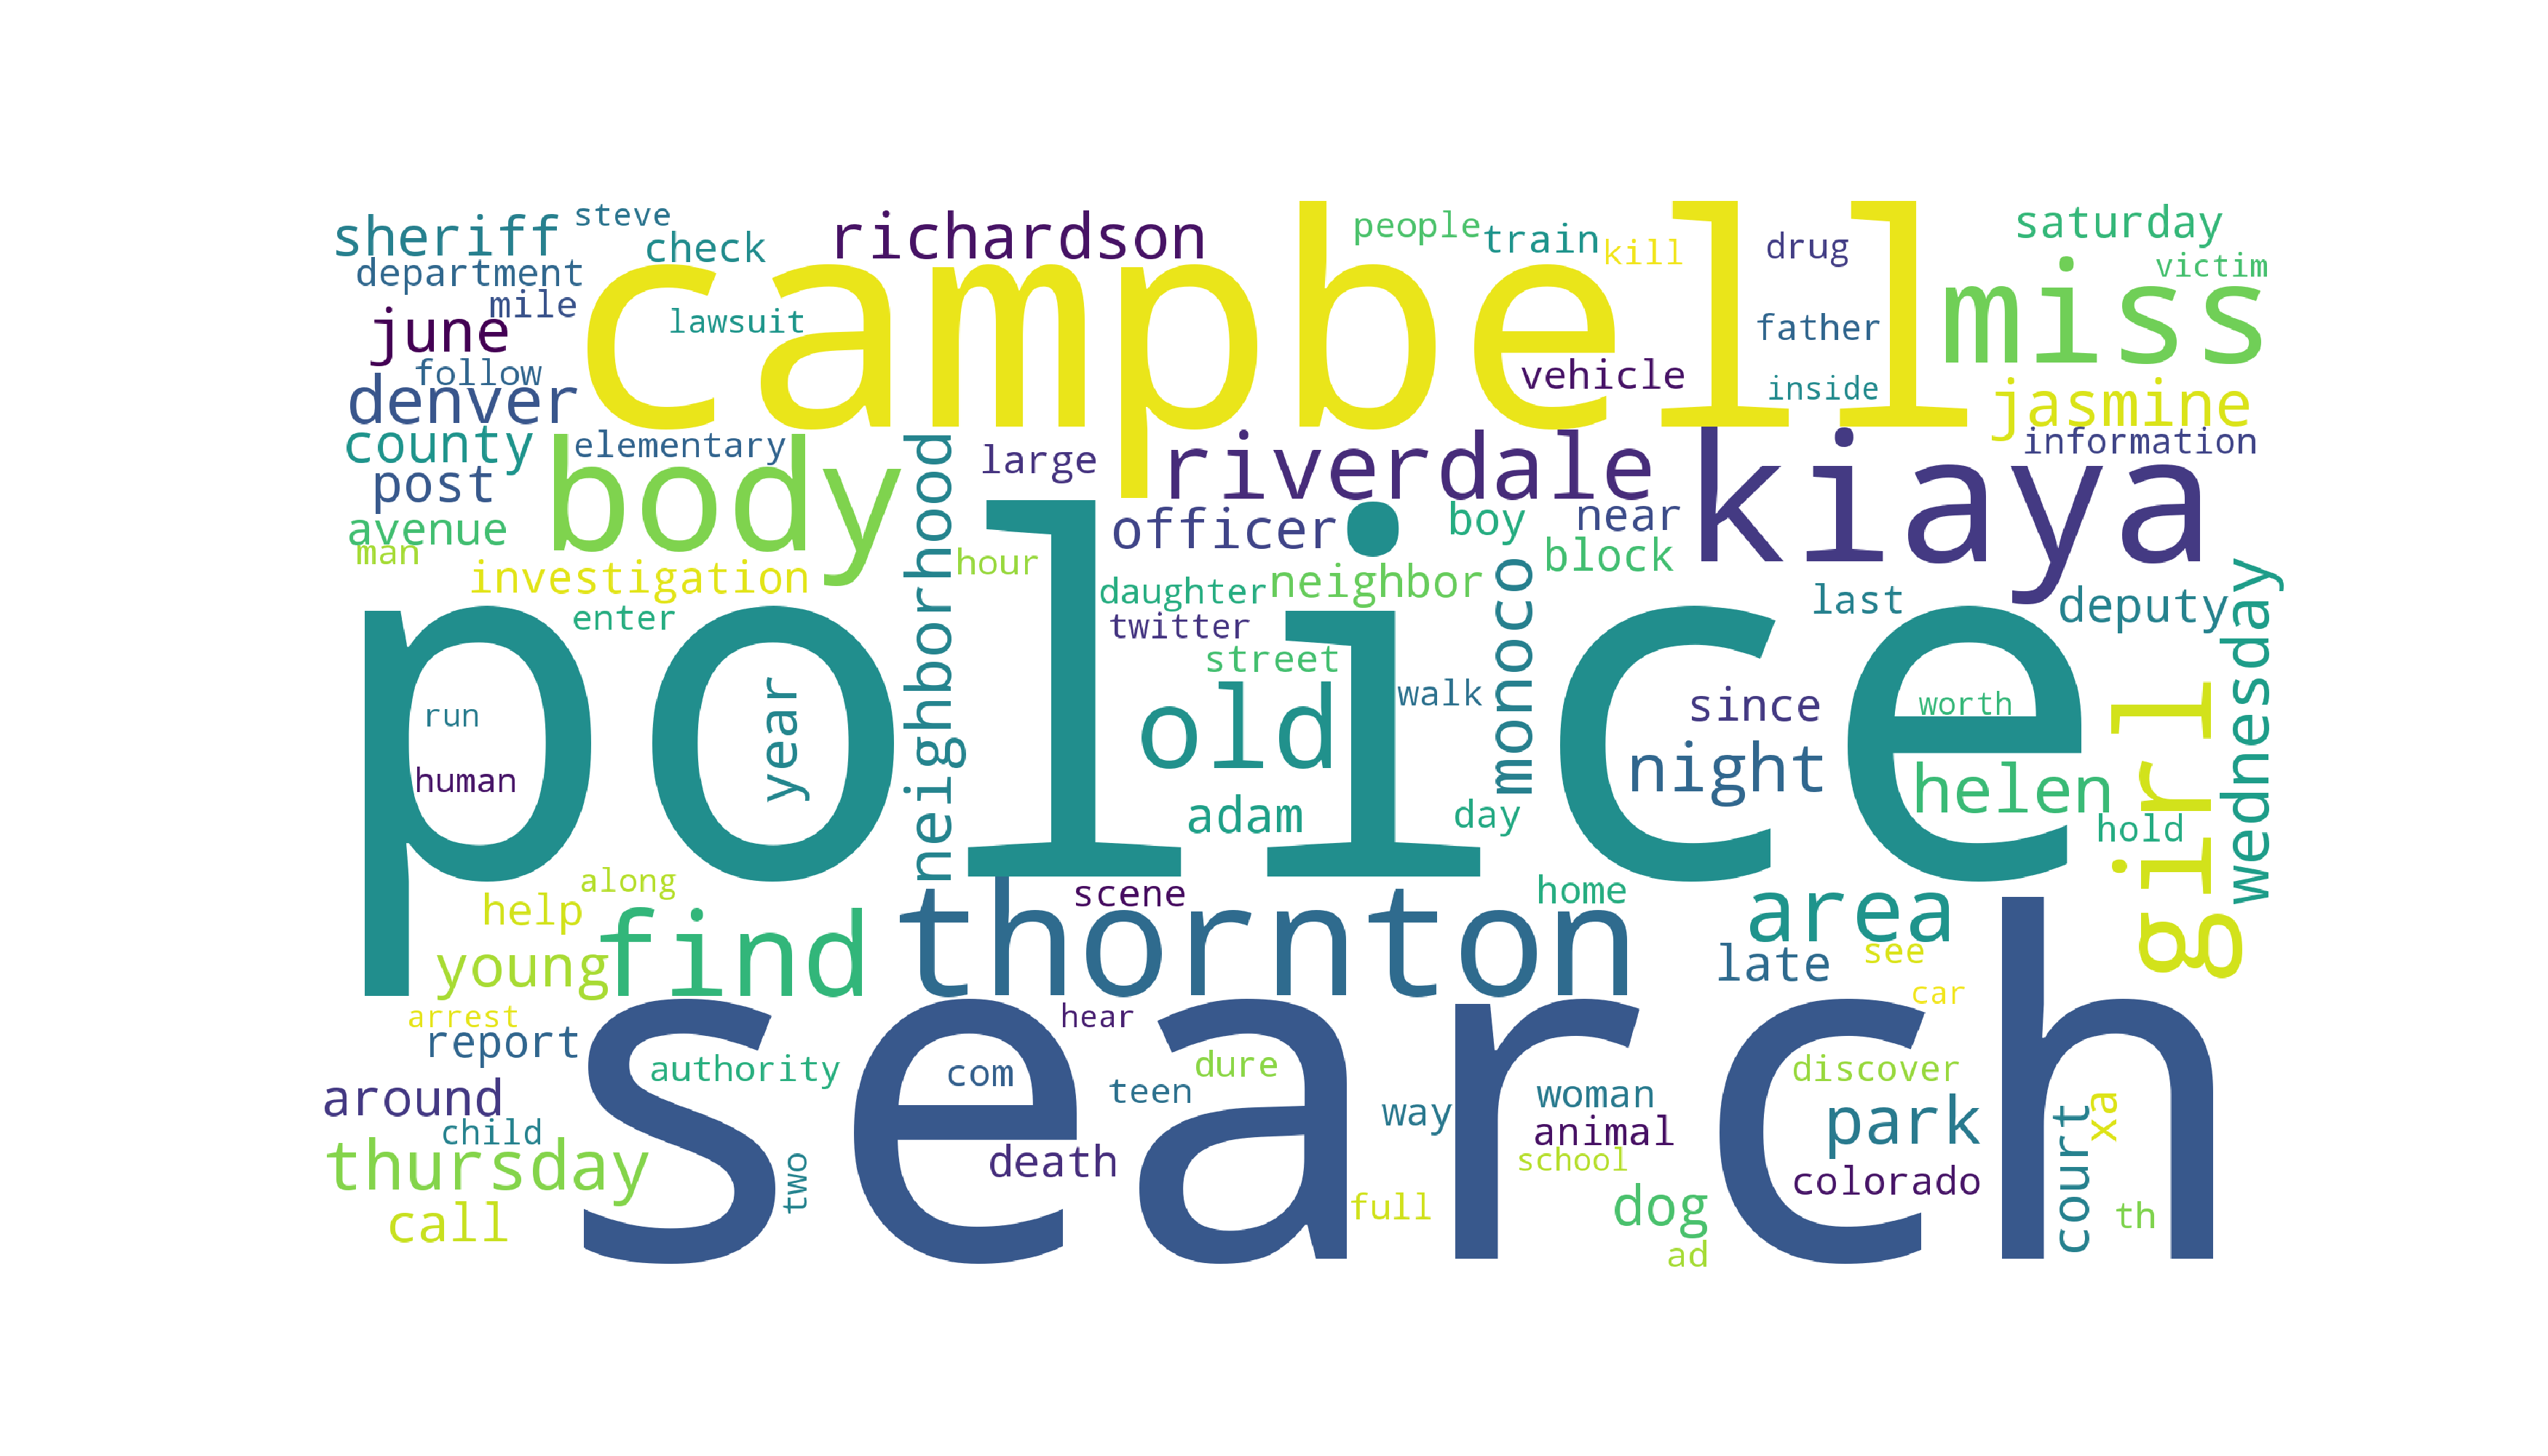 steve
sheriff
check
richardson
people
train
kill
drug
saturday
victim
department
mile
june
lawsuit
campbell
father
miss
follow
denver
vehicle
inside
jasmine
county
elementary
post
body
neighborhood
large
riverdale
kiaya
information
avenue
man
investigation
enter
hour
officer
boy
near
block
daughter
neighbor
twitter
monoco
last
deputy
wednesday
police
street
walk
old
since
worth
girl
run
year
human
adam
day
night
helen
hold
along
help
find
young
thornton
scene
home
area
late
see
car
arrest
report
hear
search
authority
com
teen
dure
way
woman
animal
school
discover
park
court
xa
around
child
thursday
two
death
full
dog
colorado
th
call
ad